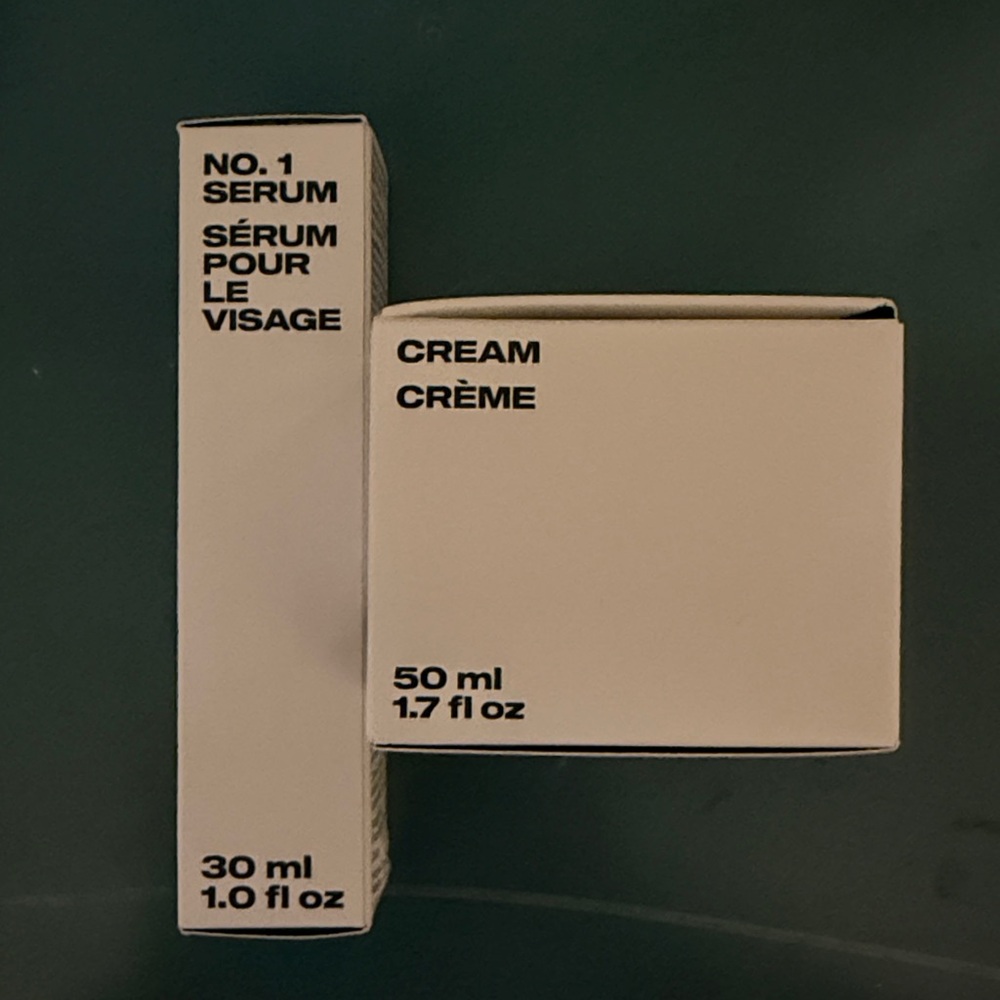 NO. 1
SERUM
SÉRUM
POUR
LE
VISAGE
30 ml
1.0 fl oz
CREAM
CRÈME
50 ml
1.7 fl oz